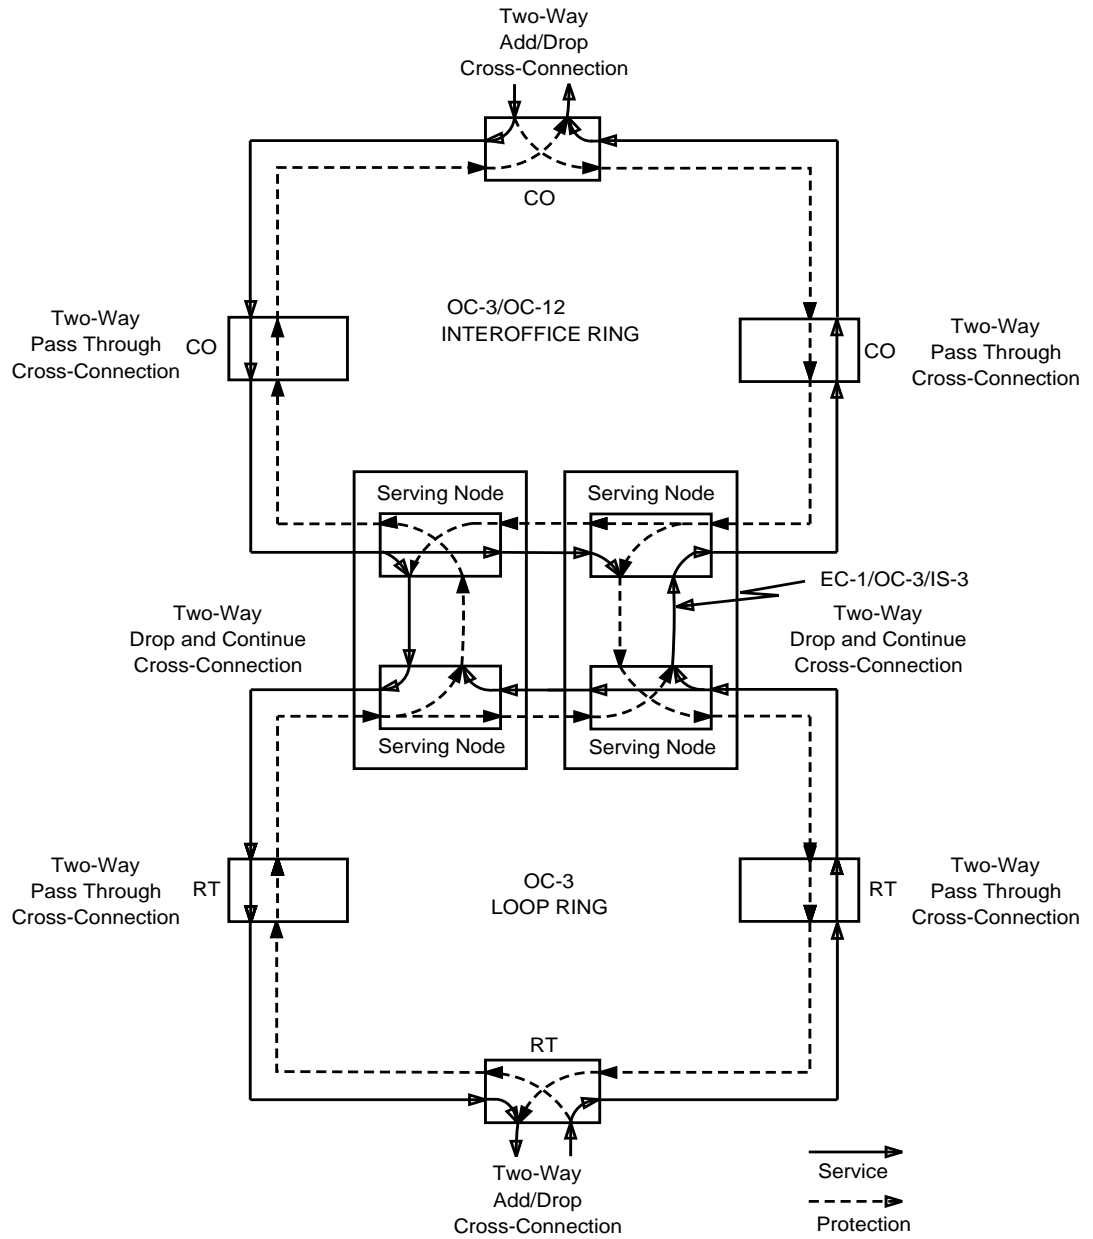 Two-Way
Add/Drop
Cross-Connection
CO
OC-3/OC-12
INTEROFFICE RING
Two-Way
Pass Through
Cross-Connection
CO
CO
Two-Way
Pass Through
Cross-Connection
Serving Node
Serving Node
EC-1/OC-3/IS-3
Two-Way
Drop and Continue
Cross-Connection
Two-Way
Drop and Continue
Cross-Connection
Serving Node
Serving Node
Two-Way
Pass Through
Cross-Connection
RT
OC-3
LOOP RING
RT
Two-Way
Pass Through
Cross-Connection
RT
Two-Way
Add/Drop
Cross-Connection
Service
Protection